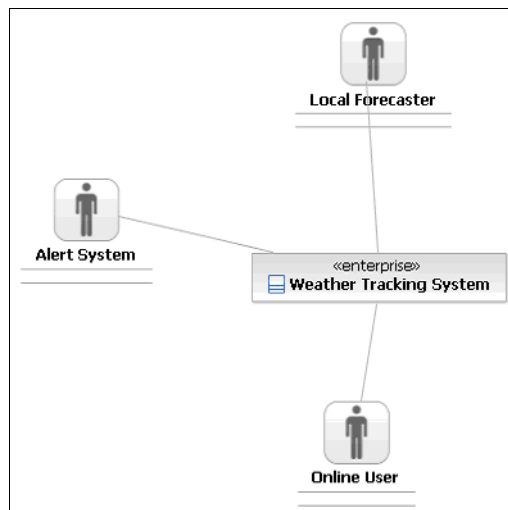 Local Forecaster
Alert System
«enterprise»
Weather Tracking System
Online User